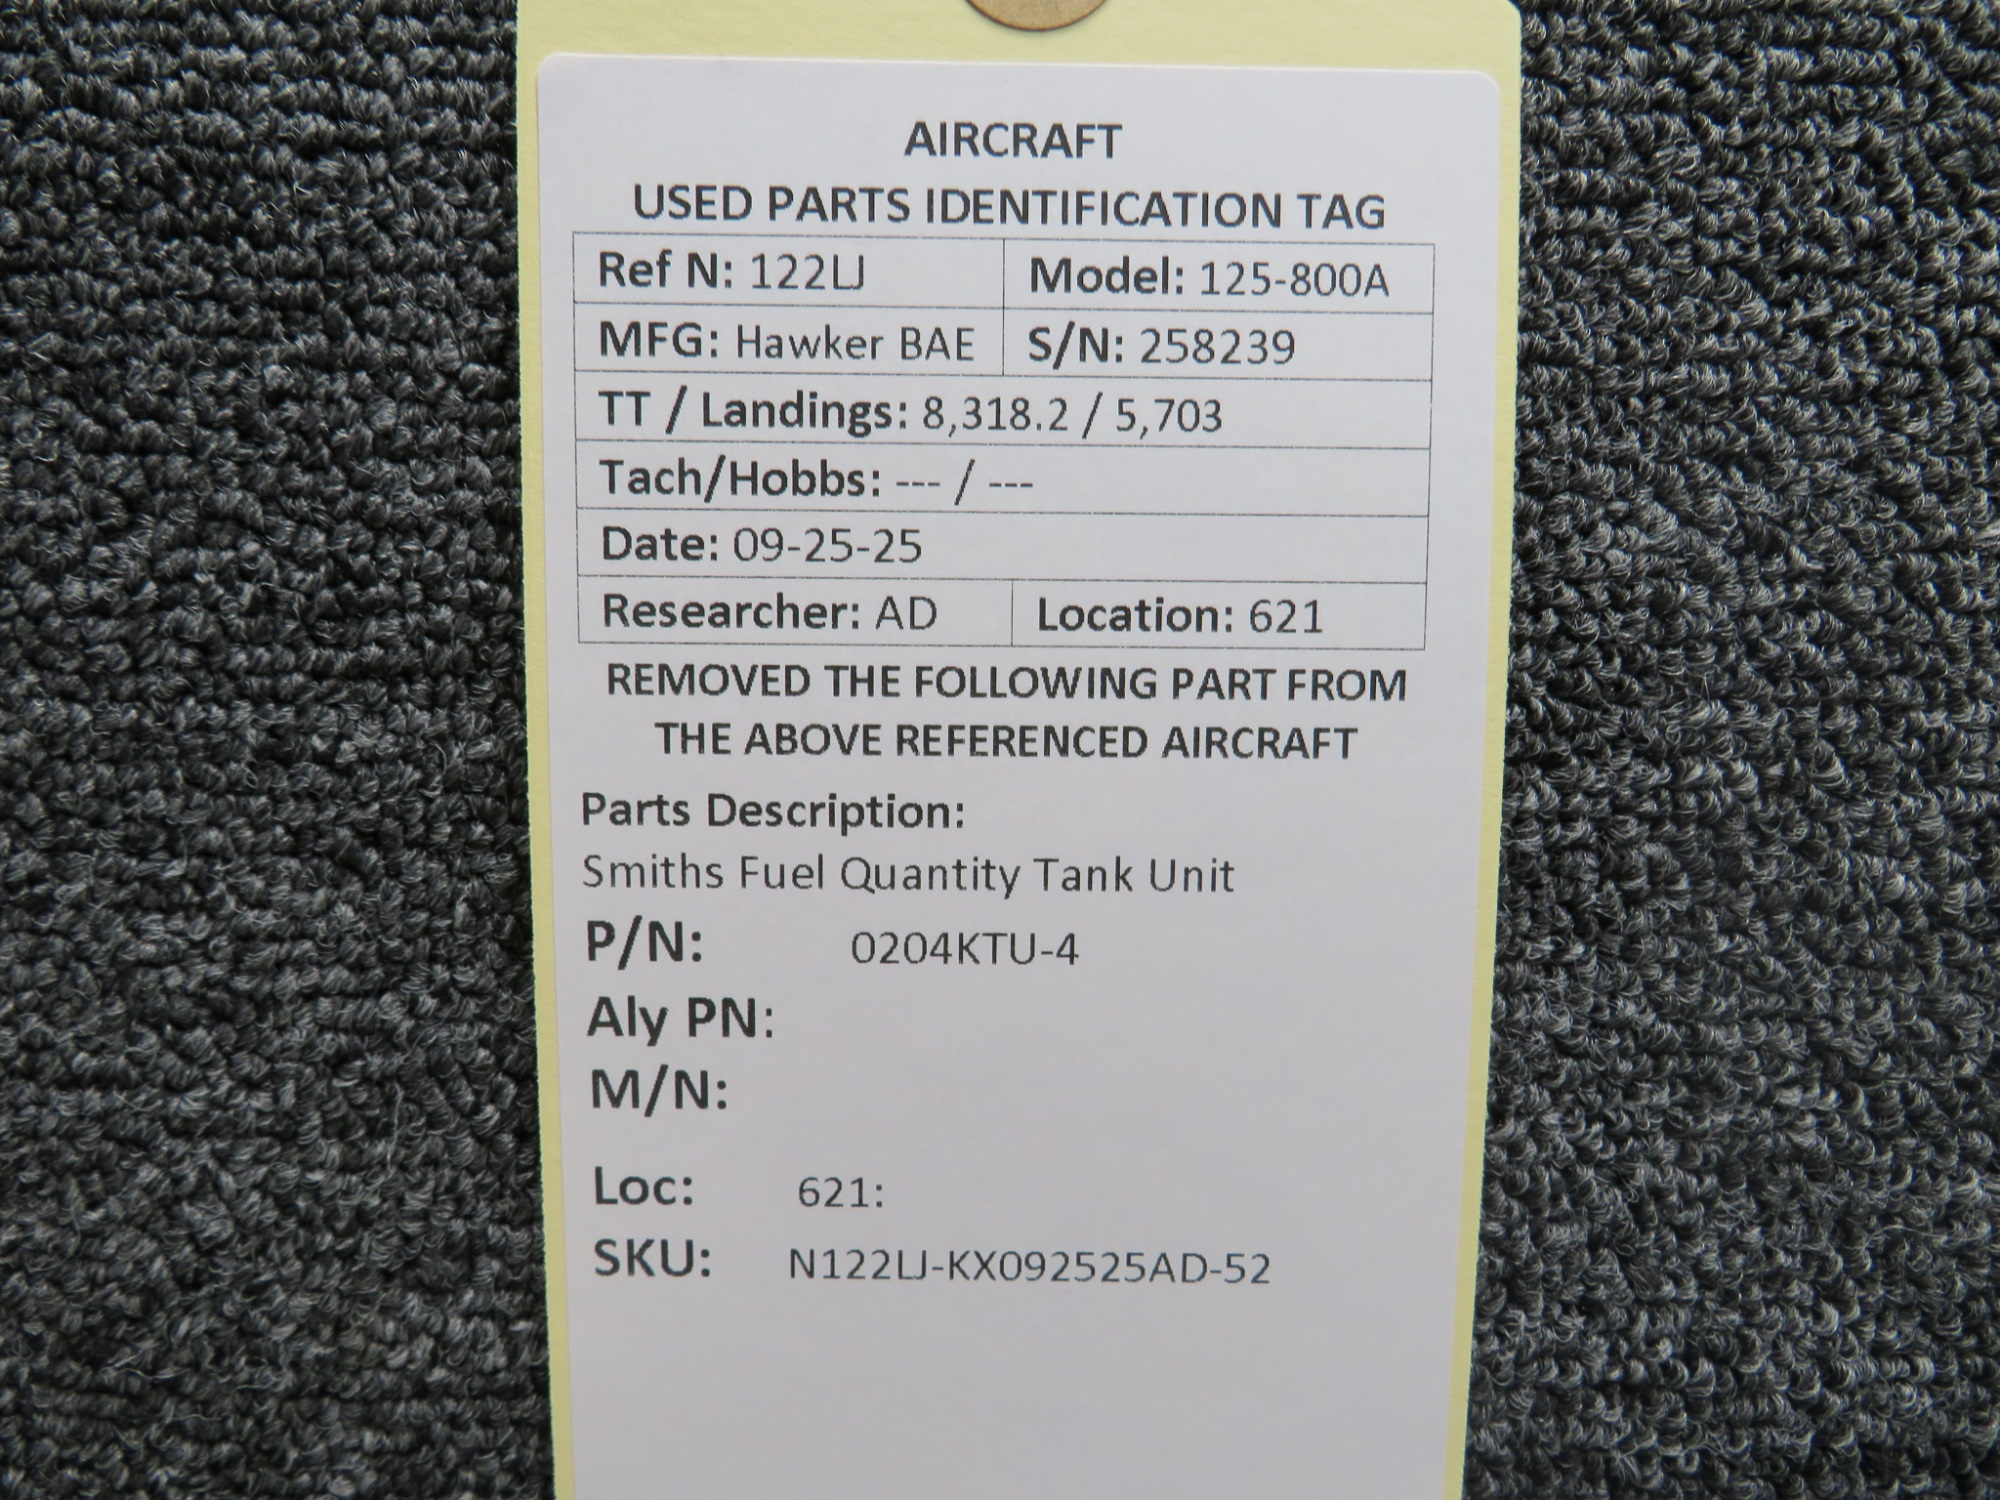 AIRCRAFT
USED PARTS IDENTIFICATION TAG
Ref N: 122LJ Model: 125-800A
MFG: Hawker BAE S/N: 258239
TT / Landings: 8,318.2 / 5,703
Tach/Hobbs: --- / ---
Date: 09-25-25
Researcher: AD Location: 621
REMOVED THE FOLLOWING PART FROM
THE ABOVE REFERENCED AIRCRAFT
Parts Description:
Smiths Fuel Quantity Tank Unit
P/N: 0204KTU-4
Aly PN:
M/N:
Loc: 621:
SKU: N122LJ-KX092525AD-52